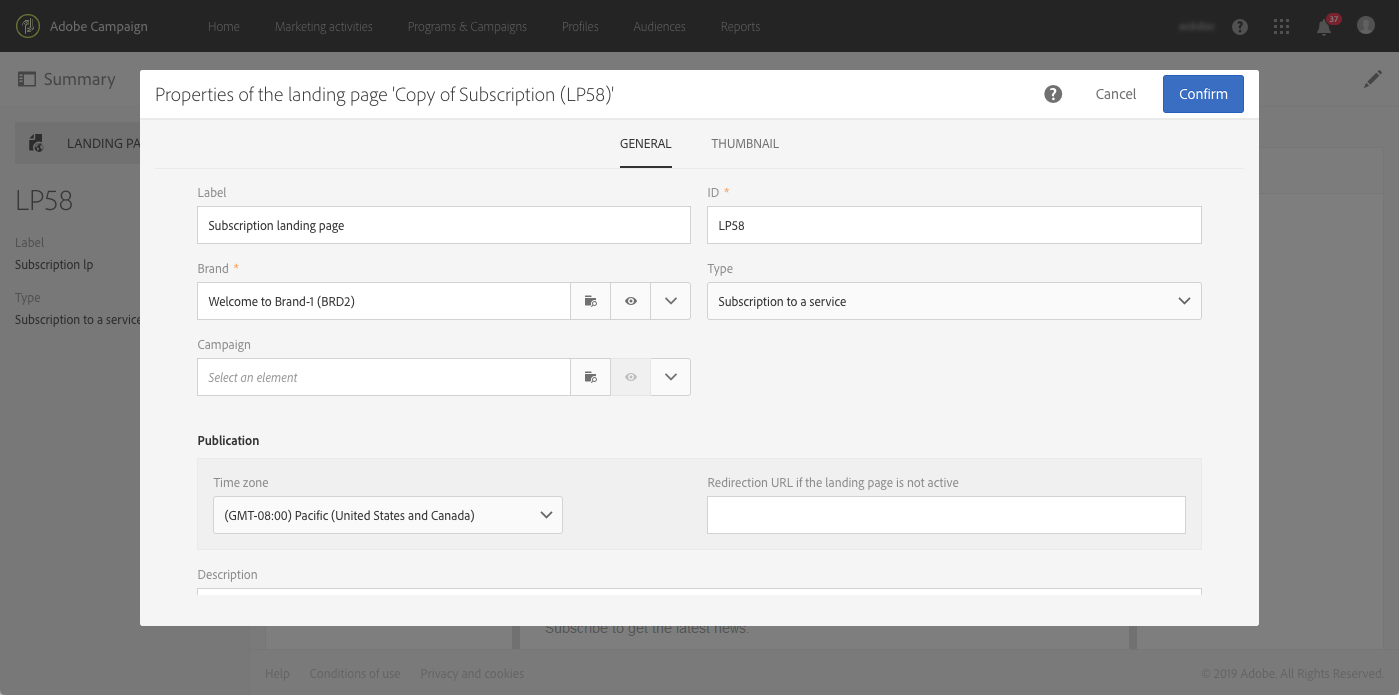 Adobe Campaign Home Marketing activities Programs & Campaigns Profiles Audiences Reports ? 37
Summary
Properties of the landing page 'Copy of Subscription (LP58)' ? Cancel Confirm
LANDING PA
GENERAL THUMBNAIL
LP58
Label
Subscription lp
Type
Subscription to a service
Label ID *
Subscription landing page LP58
Brand * Type
Welcome to Brand-1 (BRD2) Subscription to a service
Campaign
Select an element
Publication
Time zone Redirection URL if the landing page is not active
(GMT-08:00) Pacific (United States and Canada)
Description
Subscribe to get the latest news.
Help Conditions of use Privacy and cookies © 2019 Adobe. All Rights Reserved.